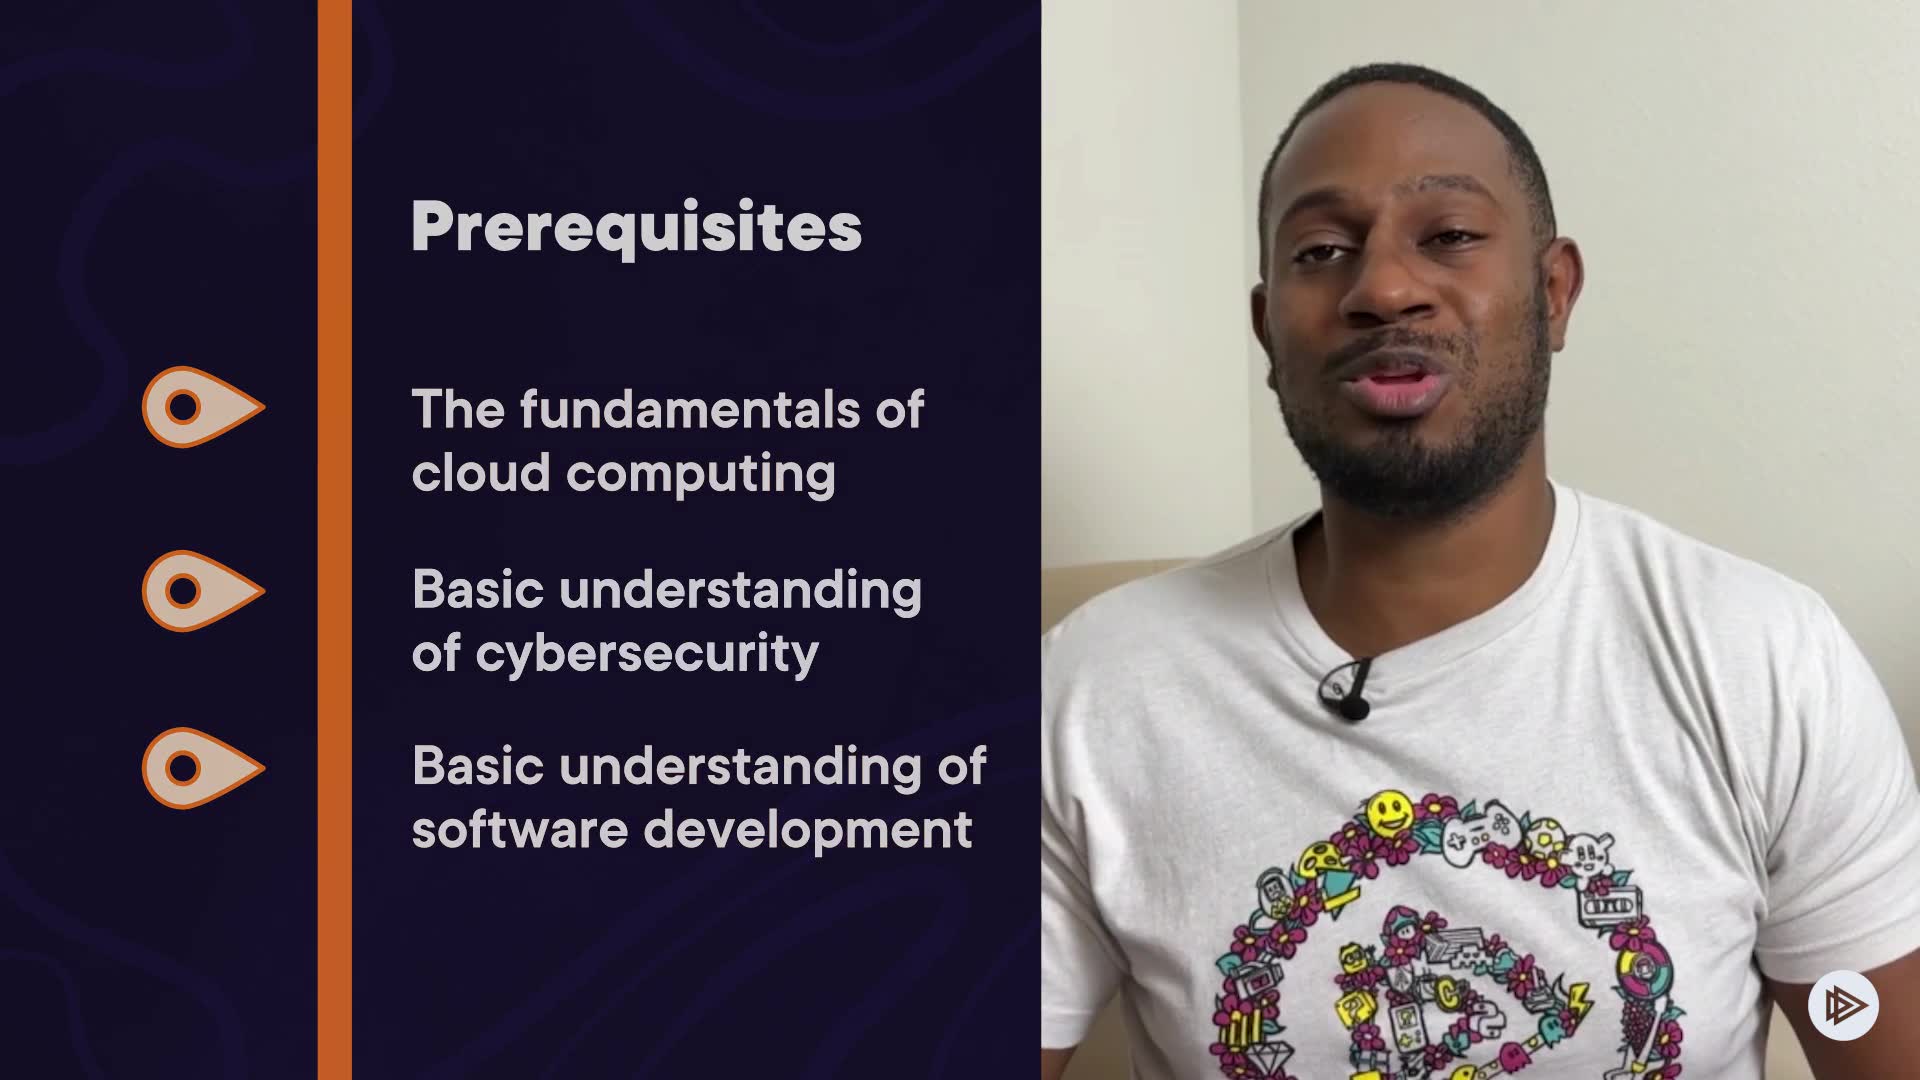 Prerequisites
The fundamentals of
cloud computing
Basic understanding
of cybersecurity
Basic understanding of
software development